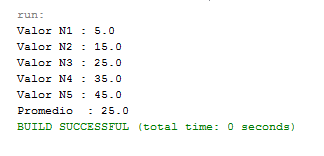 run:
Valor N1 : 5.0
Valor N2 : 15.0
Valor N3 : 25.0
Valor N4 : 35.0
Valor N5 : 45.0
Promedio  : 25.0
BUILD SUCCESSFUL (total time: 0 seconds)